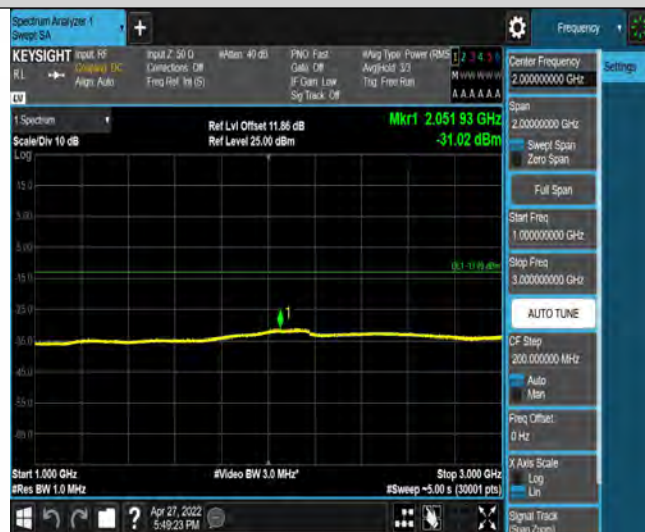 Spectrum Analyzer 1
Swept SA
Frequency
KEYSIGHT
Input: RF
Coupling: DC
Align: Auto
Input Z: 50 Ω
Corrections: Off
Freq Ref: Int (S)
#Atten: 40 dB
PNO: Fast
Gate: Off
IF Gain: Low
Sig Track: Off
#Avg Type: Power (RMS
Avg|Hold: 3/3
Trig: Free Run
1 2 3 4 5 6
M W W W W W
A A A A A A
R L
LV
1 Spectrum
Scale/Div 10 dB
Log
Ref Lvl Offset 11.86 dB
Ref Level 25.00 dBm
Mkr1 2.051 93 GHz
-31.02 dBm
15.0
5.00
-5.00
-15.0
-25.0
-35.0
-45.0
-55.0
-65.0
1
Start 1.000 GHz
#Res BW 1.0 MHz
#Video BW 3.0 MHz*
Stop 3.000 GHz
#Sweep ~5.00 s (30001 pts)
Apr 27, 2022
5:49:23 PM
Center Frequency
2.000000000 GHz
Settings
Span
2.00000000 GHz
Swept Span
Zero Span
Full Span
Start Freq
1.000000000 GHz
Stop Freq
3.000000000 GHz
AUTO TUNE
CF Step
200.000000 MHz
Auto
Man
Freq Offset
0 Hz
X Axis Scale
Log
Lin
Signal Track
(Span Zoom)